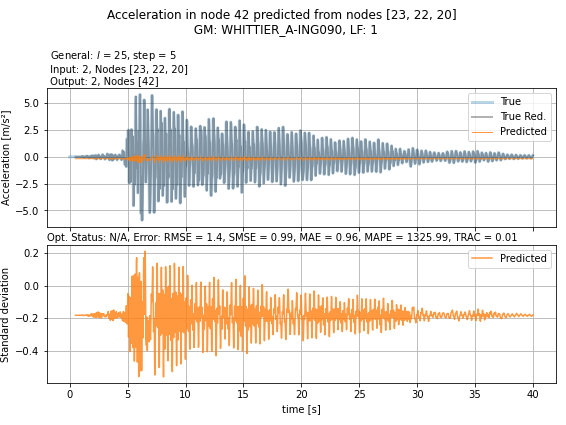 Acceleration in node 42 predicted from nodes [23, 22, 20]
GM: WHITTIER_A-ING090, LF: 1
General: l = 25, step = 5
Input: 2, Nodes [23, 22, 20]
Output: 2, Nodes [42]
Acceleration [m/s²]
5.0
2.5
0.0
−2.5
−5.0
True
True Red.
Predicted
Opt. Status: N/A, Error: RMSE = 1.4, SMSE = 0.99, MAE = 0.96, MAPE = 1325.99, TRAC = 0.01
Standard deviation
0.2
0.0
−0.2
−0.4
Predicted
0 5 10 15 20 25 30 35 40
time [s]